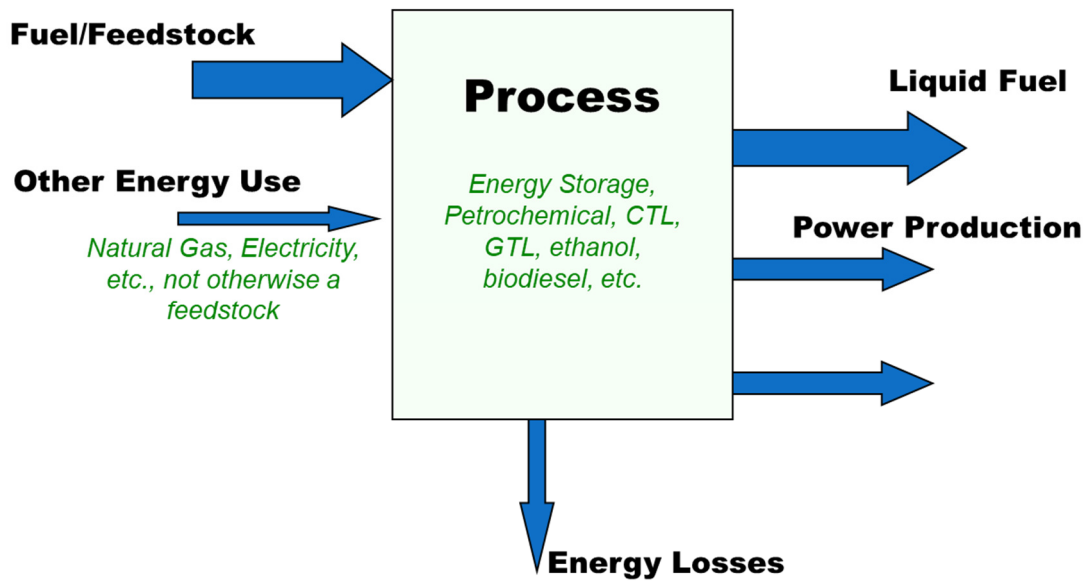 Fuel/Feedstock
Process
Liquid Fuel
Other Energy Use
Energy Storage,
Petrochemical, CTL,
GTL, ethanol,
biodiesel, etc.
Natural Gas, Electricity,
etc., not otherwise a
feedstock
Power Production
Energy Losses